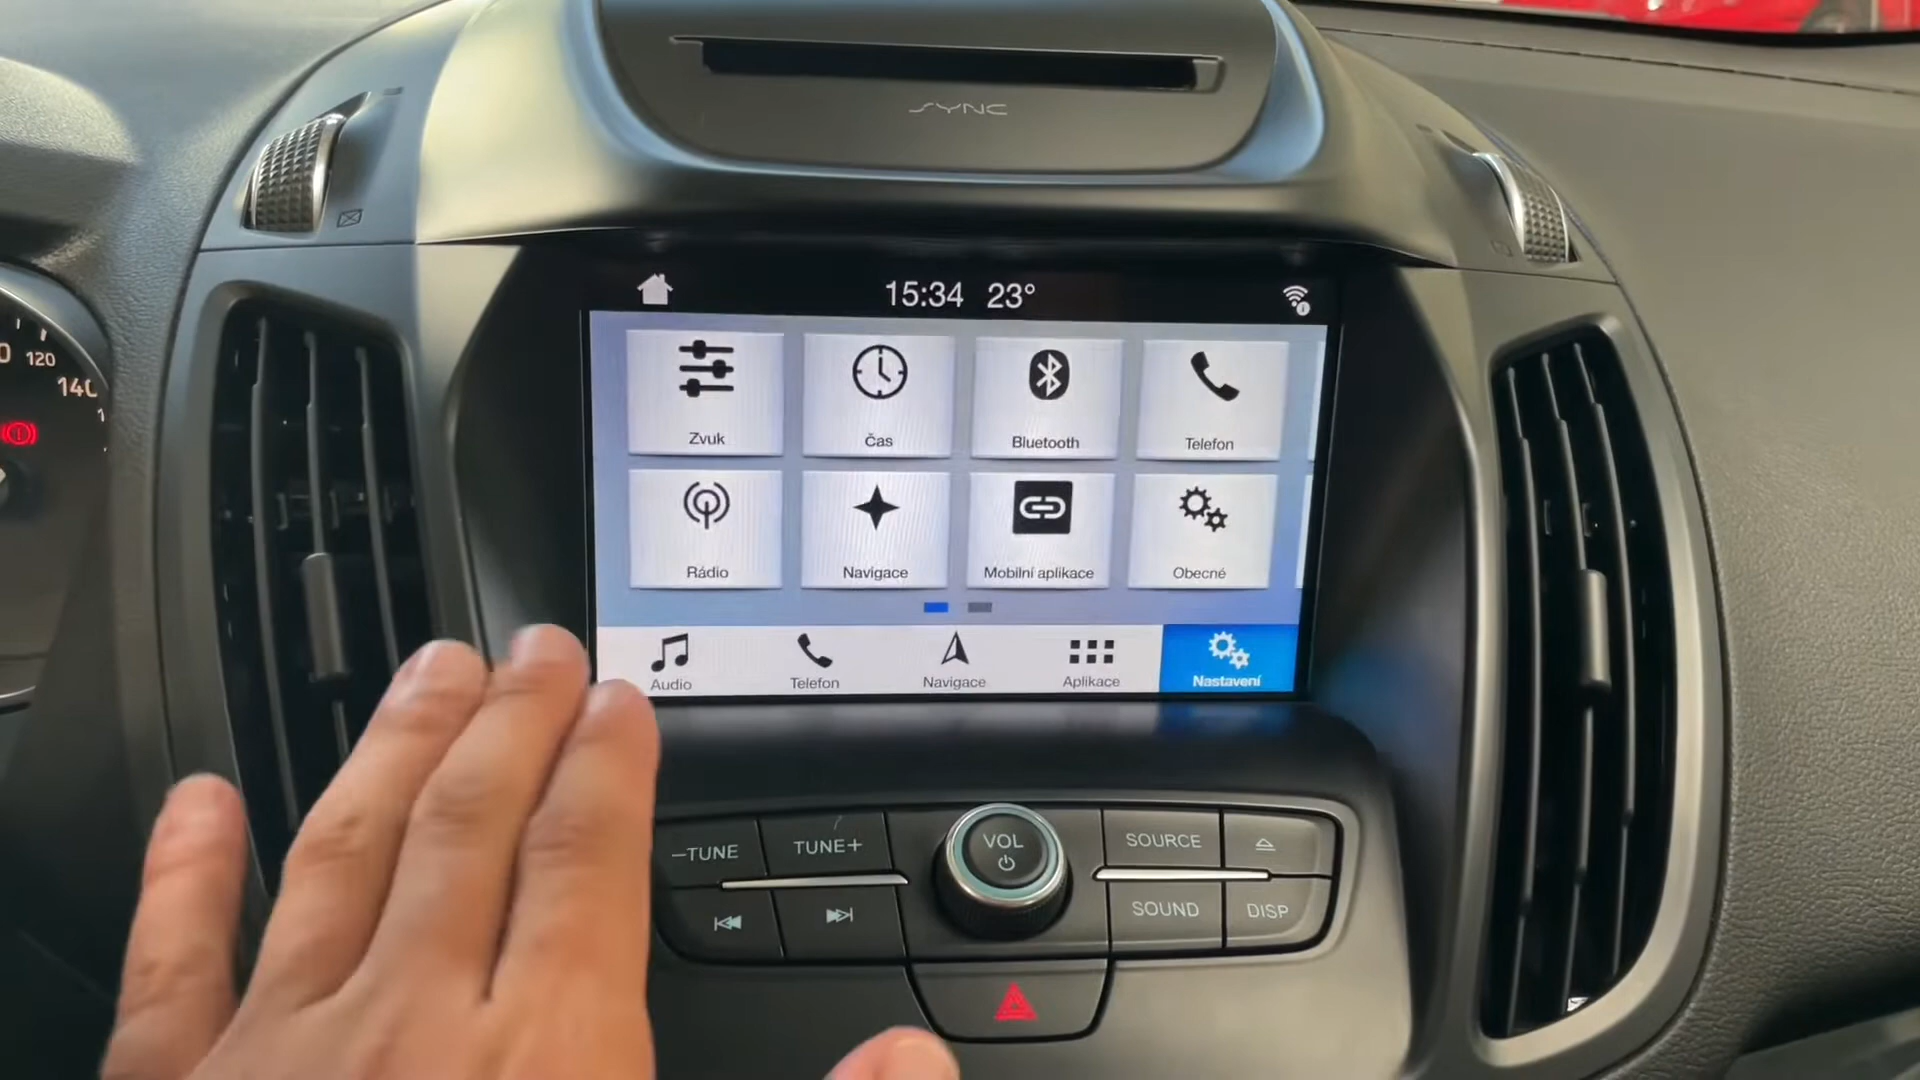 SYNC
15:34 23°
120
140
Zvuk
Čas
Bluetooth
Telefon
Rádio
Navigace
Mobilní aplikace
Obecné
Audio
Telefon
Navigace
Aplikace
Nastavení
–TUNE
TUNE+
VOL
SOURCE
SOUND
DISP